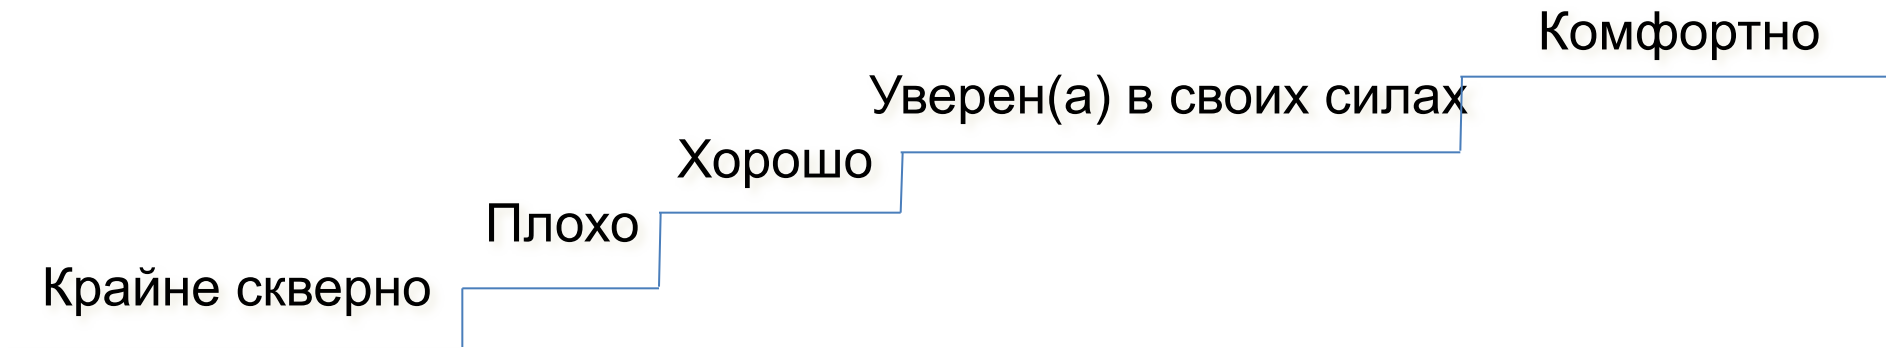 Комфортно
Уверен(а) в своих силах
Хорошо
Плохо
Крайне скверно